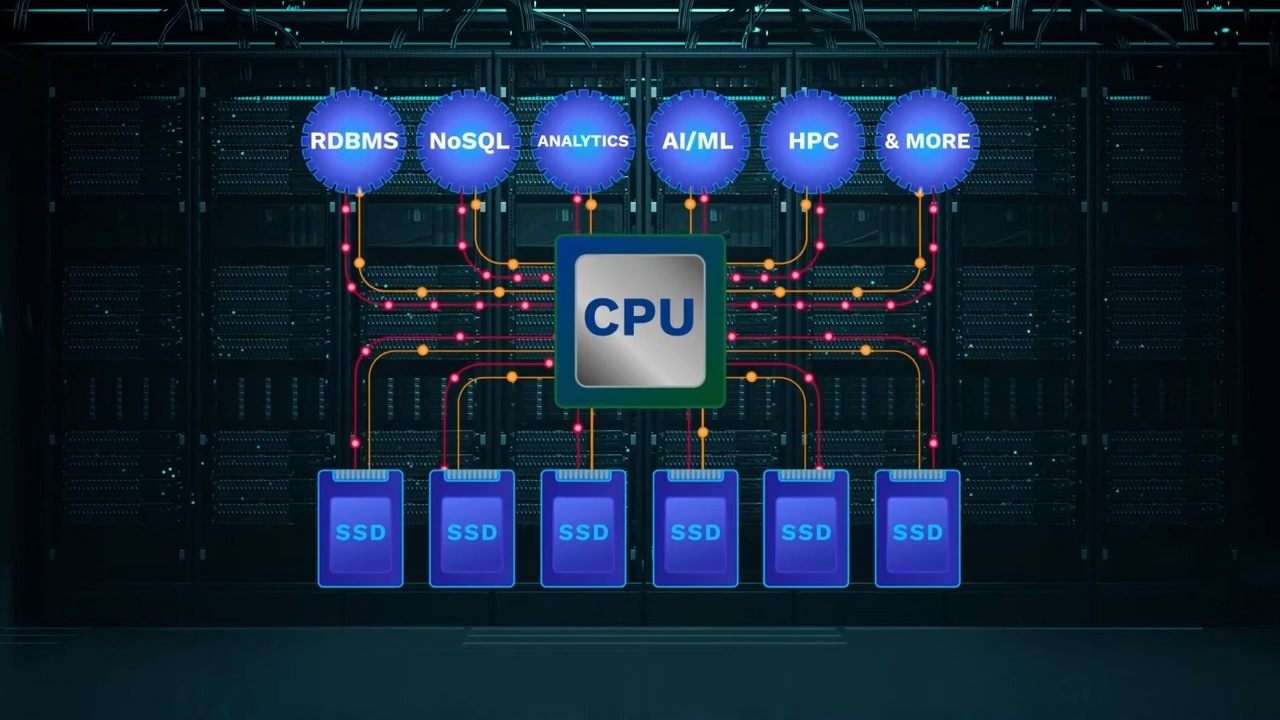 RDBMS
NoSQL
ANALYTICS
AI/ML
HPC
& MORE
CPU
SSD
SSD
SSD
SSD
SSD
SSD